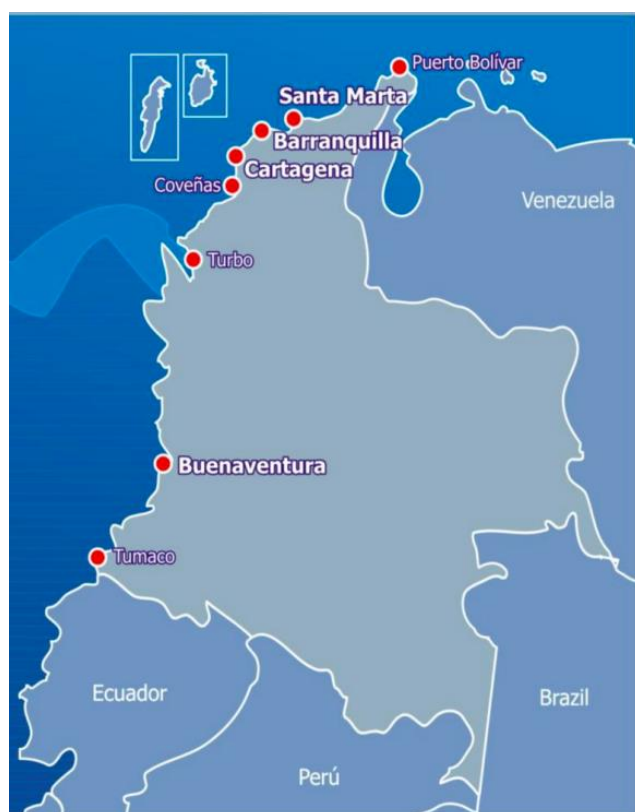 Puerto Bolívar
Santa Marta
Barranquilla
Cartagena
Coveñas
Venezuela
Turbo
Buenaventura
Tumaco
Ecuador
Brazil
Perú